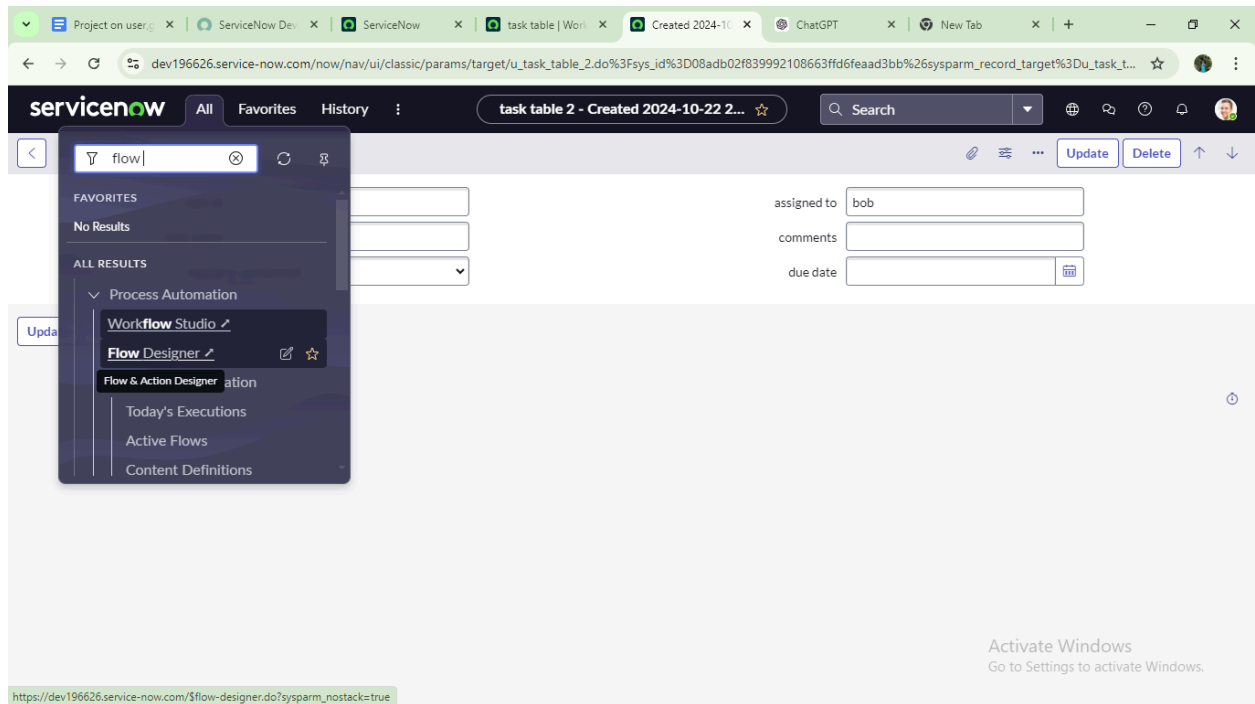 Project on user,g
ServiceNow Dev
ServiceNow
task table | Work
Created 2024-10
ChatGPT
New Tab
dev196626.service-now.com/now/nav/ui/classic/params/target/u_task_table_2.do%3Fsys_id%3D08adb02f839992108663ffd6feaad3bb%26sysparm_record_target%3Du_task_t...
servicenow
All
Favorites
History
task table 2 - Created 2024-10-22 2...
Search
flow
Update
Delete
FAVORITES
No Results
ALL RESULTS
Process Automation
Workflow Studio
Flow Designer
Flow & Action Designer
ation
Today's Executions
Active Flows
Content Definitions
assigned to
bob
comments
due date
Upda
Activate Windows
Go to Settings to activate Windows.
https://dev196626.service-now.com/$flow-designer.do?sysparm_nostack=true